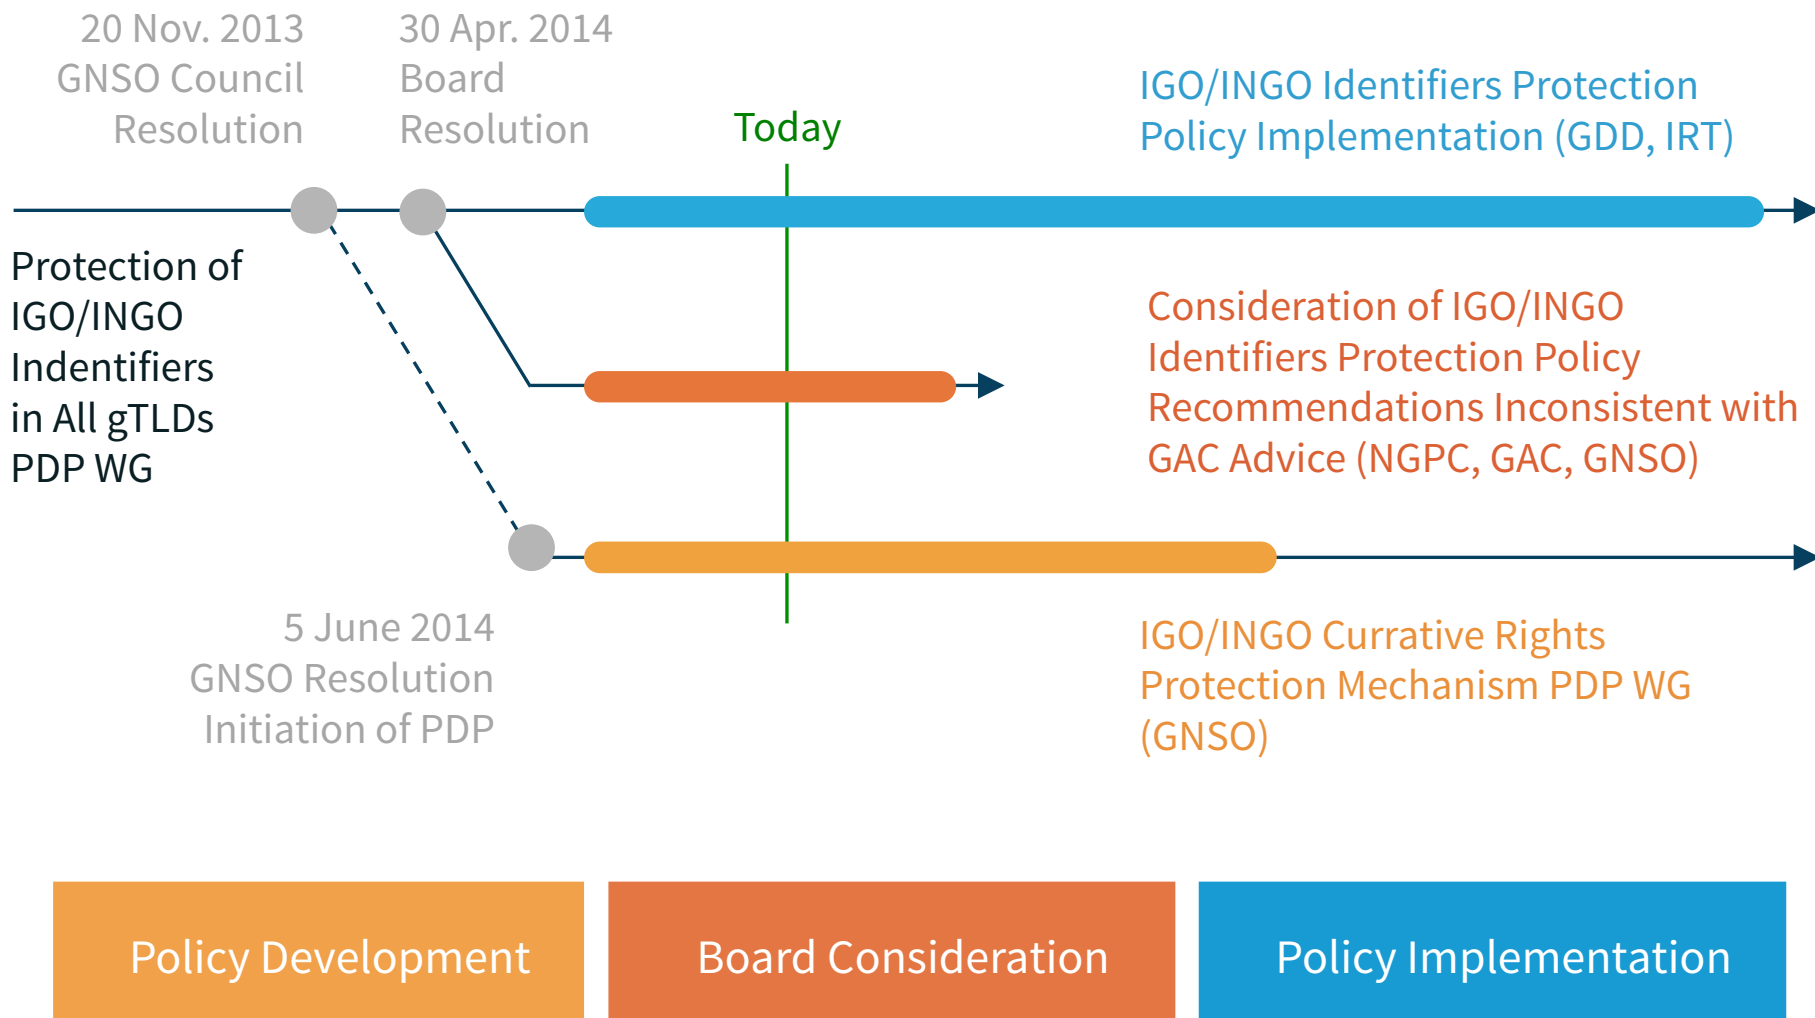 20 Nov. 2013
GNSO Council
Resolution
30 Apr. 2014
Board
Resolution
Today
IGO/INGO Identifiers Protection
Policy Implementation (GDD, IRT)
Protection of
IGO/INGO
Indentifiers
in All gTLDs
PDP WG
Consideration of IGO/INGO
Identifiers Protection Policy
Recommendations Inconsistent with
GAC Advice (NGPC, GAC, GNSO)
5 June 2014
GNSO Resolution
Initiation of PDP
IGO/INGO Currative Rights
Protection Mechanism PDP WG
(GNSO)
Policy Development
Board Consideration
Policy Implementation